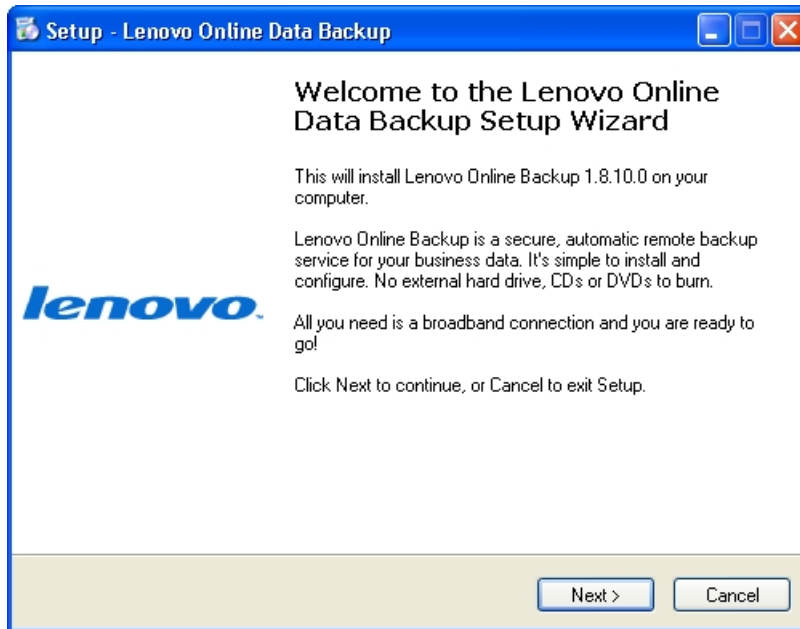 Setup - Lenovo Online Data Backup
Welcome to the Lenovo Online
Data Backup Setup Wizard
This will install Lenovo Online Backup 1.8.10.0 on your
computer.
Lenovo Online Backup is a secure, automatic remote backup
service for your business data. It's simple to install and
configure. No external hard drive, CDs or DVDs to burn.
lenovo.
All you need is a broadband connection and you are ready to
go!
Click Next to continue, or Cancel to exit Setup.
Next >
Cancel